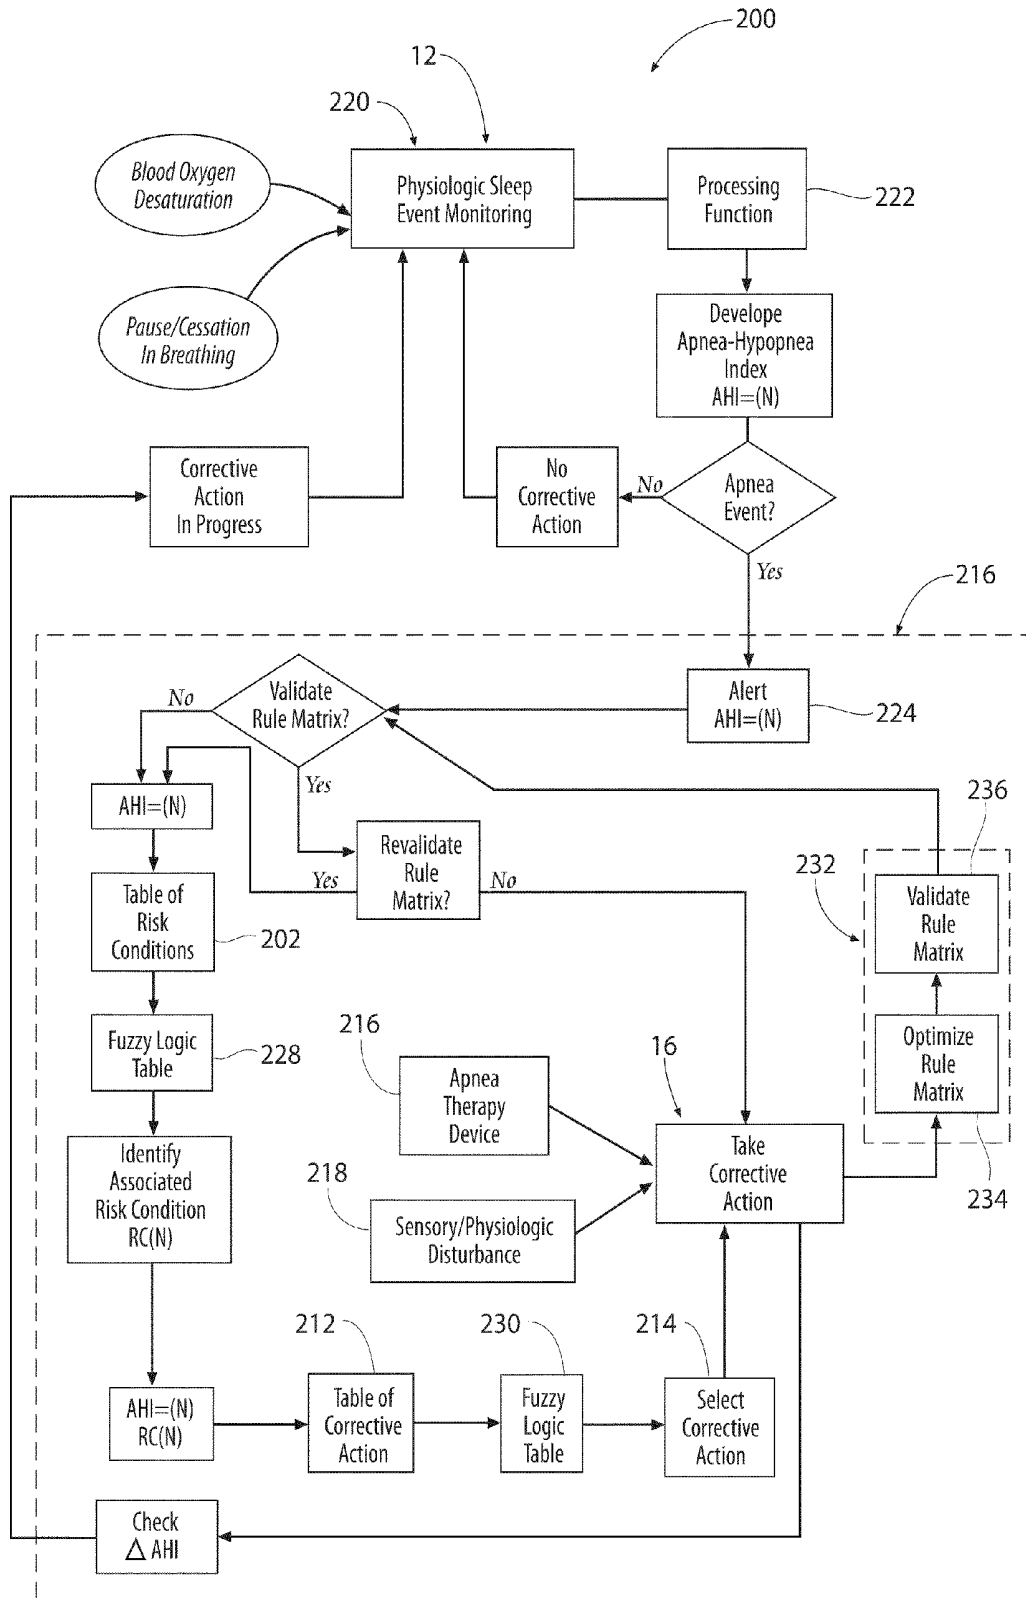 200
12
220
Blood Oxygen
Desaturation
Physiologic Sleep
Event Monitoring
Processing
Function
222
Pause/Cessation
In Breathing
Develope
Apnea-Hypopnea
Index
AHI=(N)
Corrective
Action
In Progress
No
Corrective
Action
No
Apnea
Event?
Yes
216
Validate
Rule Matrix?
No
Yes
Alert
AHI=(N)
224
AHI=(N)
Revalidate
Rule
Matrix?
Yes
No
236
232
Validate
Rule
Matrix
Table of
Risk
Conditions
202
Fuzzy Logic
Table
228
216
Apnea
Therapy
Device
16
Optimize
Rule
Matrix
234
Identify
Associated
Risk Condition
RC(N)
218
Sensory/Physiologic
Disturbance
Take
Corrective
Action
212
230
214
AHI=(N)
RC(N)
Table of
Corrective
Action
Fuzzy
Logic
Table
Select
Corrective
Action
Check
△ AHI